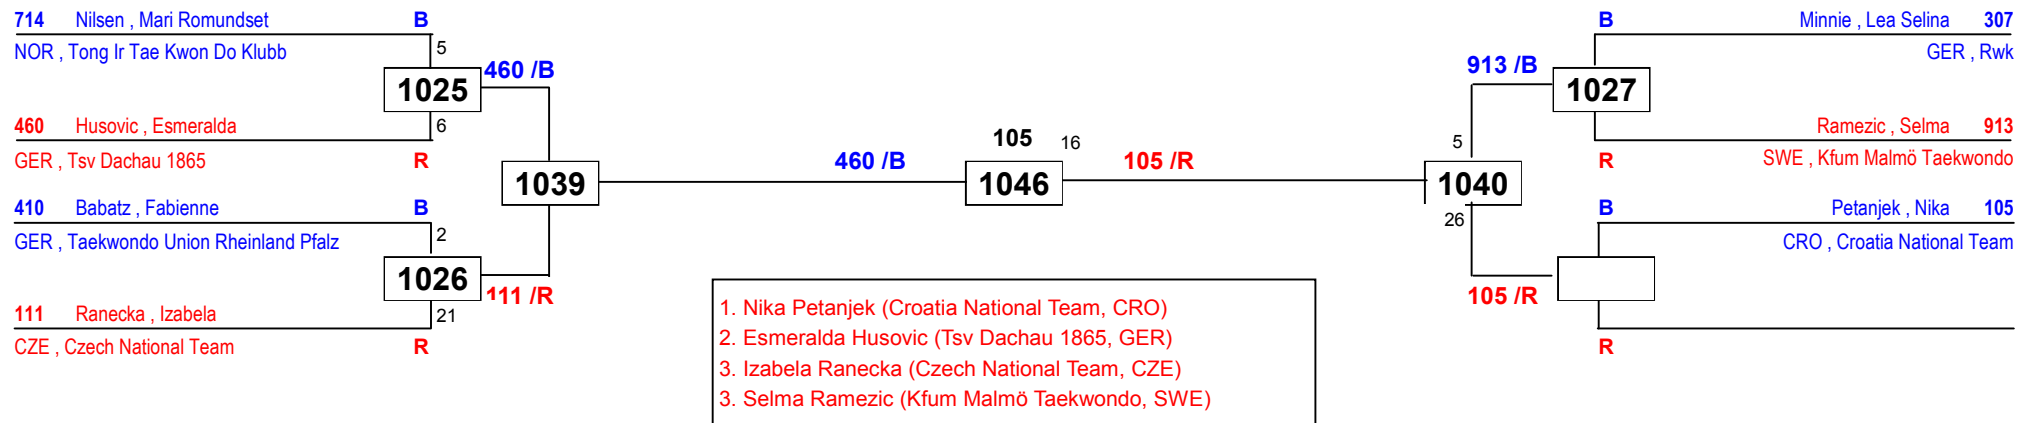 714 Nilsen , Mari Romundset B
NOR , Tong Ir Tae Kwon Do Klubb
5
1025
460 /B
6
460 Husovic , Esmeralda
GER , Tsv Dachau 1865 R
410 Babatz , Fabienne B
GER , Taekwondo Union Rheinland Pfalz
2
1026
111 /R
21
111 Ranecka , Izabela
CZE , Czech National Team R
1039
460 /B
105
16
1046
105 /R
1040
5
26
913 /B
105 /R
B Minnie , Lea Selina 307
GER , Rwk
1027
Ramezic , Selma 913
R SWE , Kfum Malmö Taekwondo
B Petanjek , Nika 105
CRO , Croatia National Team
R
1. Nika Petanjek (Croatia National Team, CRO)
2. Esmeralda Husovic (Tsv Dachau 1865, GER)
3. Izabela Ranecka (Czech National Team, CZE)
3. Selma Ramezic (Kfum Malmö Taekwondo, SWE)